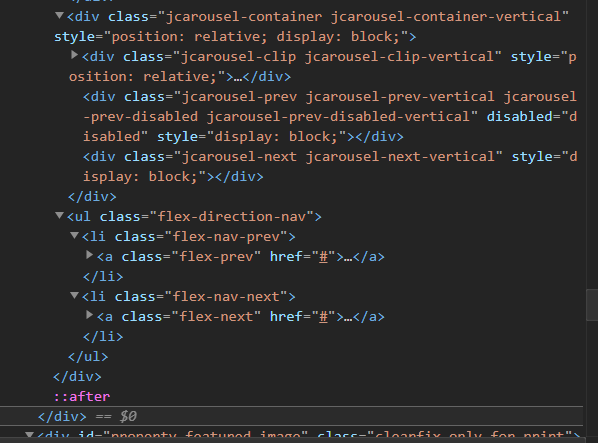 </div>
▼<div class="jcarousel-container jcarousel-container-vertical"
style="position: relative; display: block;">
▶<div class="jcarousel-clip jcarousel-clip-vertical" style="p
osition: relative;">…</div>
<div class="jcarousel-prev jcarousel-prev-vertical jcarousel
-prev-disabled jcarousel-prev-disabled-vertical" disabled="d
isabled" style="display: block;"></div>
<div class="jcarousel-next jcarousel-next-vertical" style="d
isplay: block;"></div>
</div>
▼<ul class="flex-direction-nav">
▼<li class="flex-nav-prev">
▶<a class="flex-prev" href="#">…</a>
</li>
▼<li class="flex-nav-next">
▶<a class="flex-next" href="#">…</a>
</li>
</ul>
</div>
::after
</div> == $0
▼<div id="property-featured-image" class="clearfix only-for-print">